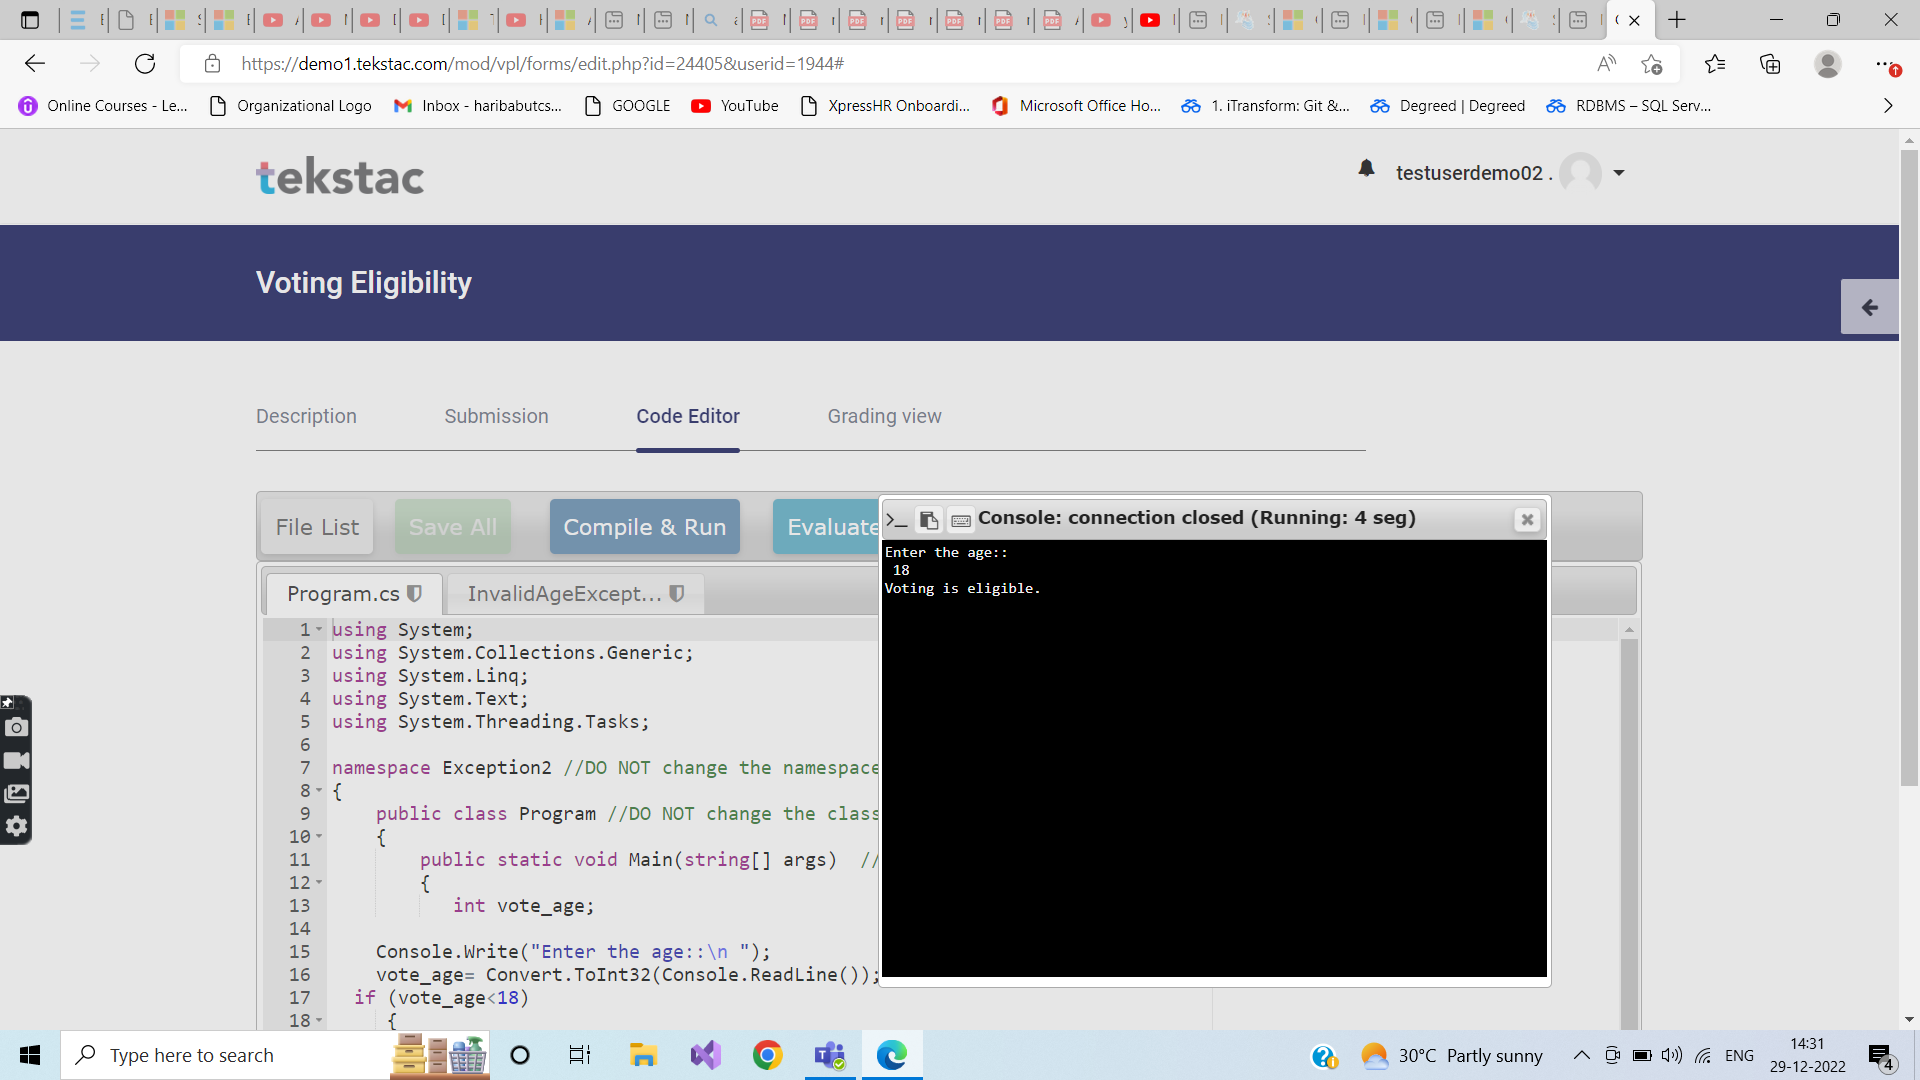 https://demo1.tekstac.com/mod/vpl/forms/edit.php?id=24405&userid=1944#
Online Courses - Le...
Organizational Logo
Inbox - haribabutcs...
GOOGLE
YouTube
XpressHR Onboardi...
Microsoft Office Ho...
1. iTransform: Git &...
Degreed | Degreed
RDBMS – SQL Serv...
tekstac
testuserdemo02 .
Voting Eligibility
Description
Submission
Code Editor
Grading view
File List
Save All
Compile & Run
Evaluate
Console: connection closed (Running: 4 seg)
Enter the age::
18
Voting is eligible.
Program.cs
InvalidAgeExcept...
1 using System;
2 using System.Collections.Generic;
3 using System.Linq;
4 using System.Text;
5 using System.Threading.Tasks;
6
7 namespace Exception2 //DO NOT change the namespace
8 {
9 public class Program //DO NOT change the class
10 {
11 public static void Main(string[] args) //
12 {
13 int vote_age;
14
15 Console.Write("Enter the age::\n ");
16 vote_age= Convert.ToInt32(Console.ReadLine());
17 if (vote_age<18)
18 {
Type here to search
30°C Partly sunny
ENG
14:31
29-12-2022
4